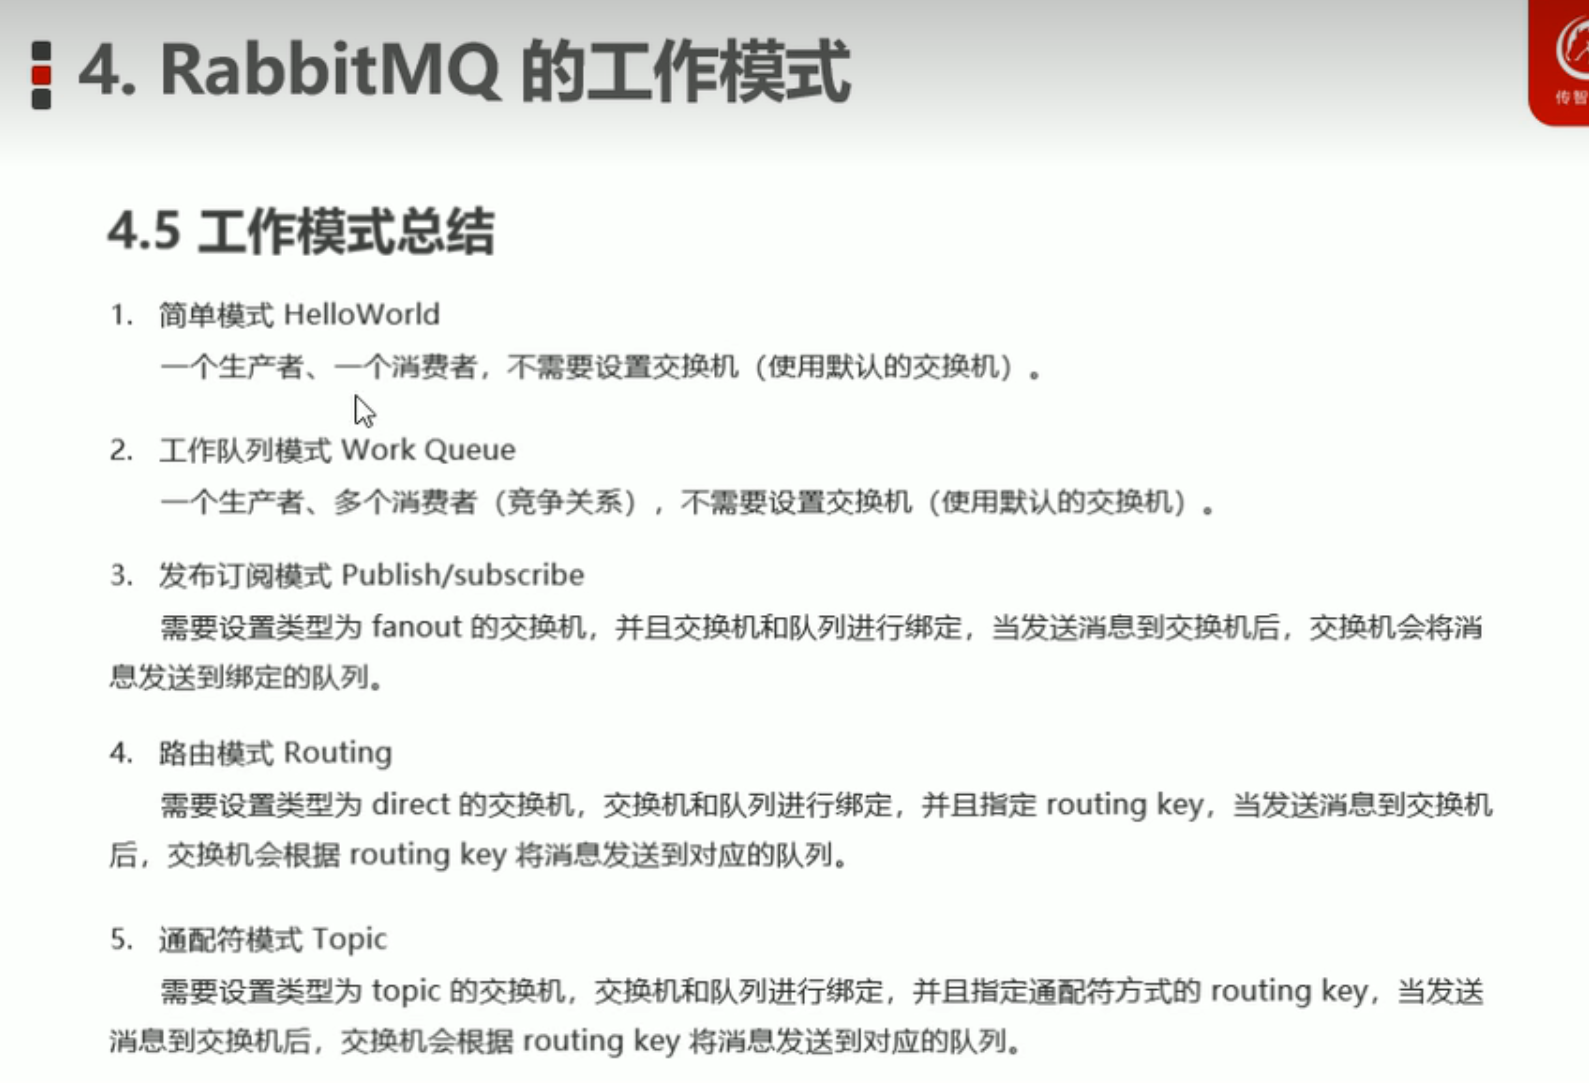 4. RabbitMQ 的工作模式
传智
4.5 工作模式总结
1. 简单模式 HelloWorld
一个生产者、一个消费者，不需要设置交换机（使用默认的交换机）。
2. 工作队列模式 Work Queue
一个生产者、多个消费者（竞争关系），不需要设置交换机（使用默认的交换机）。
3. 发布订阅模式 Publish/subscribe
需要设置类型为 fanout 的交换机，并且交换机和队列进行绑定，当发送消息到交换机后，交换机会将消
息发送到绑定的队列。
4. 路由模式 Routing
需要设置类型为 direct 的交换机，交换机和队列进行绑定，并且指定 routing key，当发送消息到交换机
后，交换机会根据 routing key 将消息发送到对应的队列。
5. 通配符模式 Topic
需要设置类型为 topic 的交换机，交换机和队列进行绑定，并且指定通配符方式的 routing key，当发送
消息到交换机后，交换机会根据 routing key 将消息发送到对应的队列。